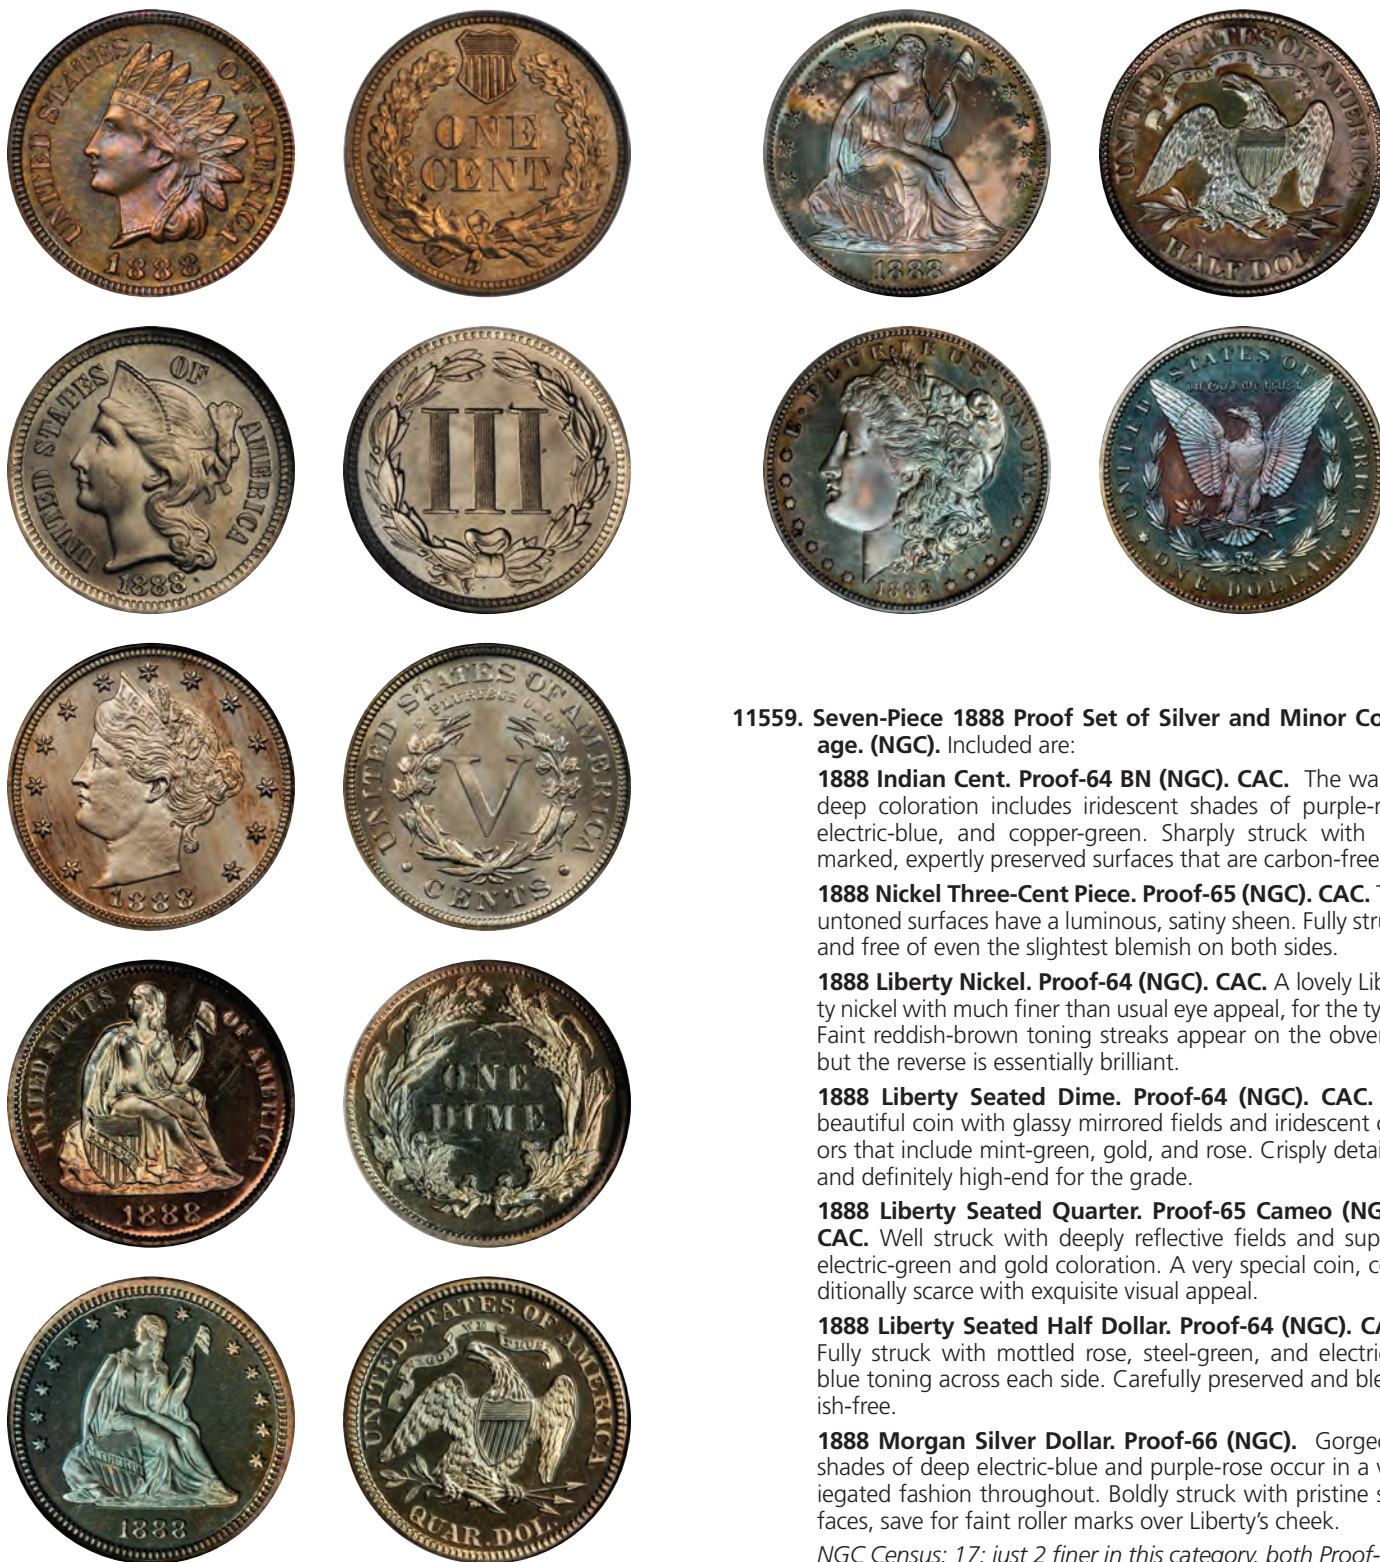 UNITED STATES OF AMERICA
1888
ONE
CENT
UNITED STATES OF AMERICA
1888
III
1888
UNITED STATES OF AMERICA
E PLURIBUS UNUM
V
CENTS
UNITED STATES OF AMERICA
1888
ONE
DIME
1888
UNITED STATES OF AMERICA
IN GOD WE TRUST
QUAR. DOL.
1888
UNITED STATES OF AMERICA
IN GOD WE TRUST
HALF DOL.
E PLURIBUS UNUM
1888
UNITED STATES OF AMERICA
In God We trust
ONE DOLLAR
11559. Seven-Piece 1888 Proof Set of Silver and Minor Co
age. (NGC). Included are:
1888 Indian Cent. Proof-64 BN (NGC). CAC. The wa
deep coloration includes iridescent shades of purple-r
electric-blue, and copper-green. Sharply struck with
marked, expertly preserved surfaces that are carbon-free
1888 Nickel Three-Cent Piece. Proof-65 (NGC). CAC. T
untoned surfaces have a luminous, satiny sheen. Fully stru
and free of even the slightest blemish on both sides.
1888 Liberty Nickel. Proof-64 (NGC). CAC. A lovely Lib
ty nickel with much finer than usual eye appeal, for the ty
Faint reddish-brown toning streaks appear on the obver
but the reverse is essentially brilliant.
1888 Liberty Seated Dime. Proof-64 (NGC). CAC.
beautiful coin with glassy mirrored fields and iridescent c
ors that include mint-green, gold, and rose. Crisply detai
and definitely high-end for the grade.
1888 Liberty Seated Quarter. Proof-65 Cameo (NG
CAC. Well struck with deeply reflective fields and sup
electric-green and gold coloration. A very special coin, co
ditionally scarce with exquisite visual appeal.
1888 Liberty Seated Half Dollar. Proof-64 (NGC). CA
Fully struck with mottled rose, steel-green, and electric
blue toning across each side. Carefully preserved and ble
ish-free.
1888 Morgan Silver Dollar. Proof-66 (NGC). Gorge
shades of deep electric-blue and purple-rose occur in a v
iegated fashion throughout. Boldly struck with pristine s
faces, save for faint roller marks over Liberty's cheek.
NGC Census: 17; just 2 finer in this category, both Proof-